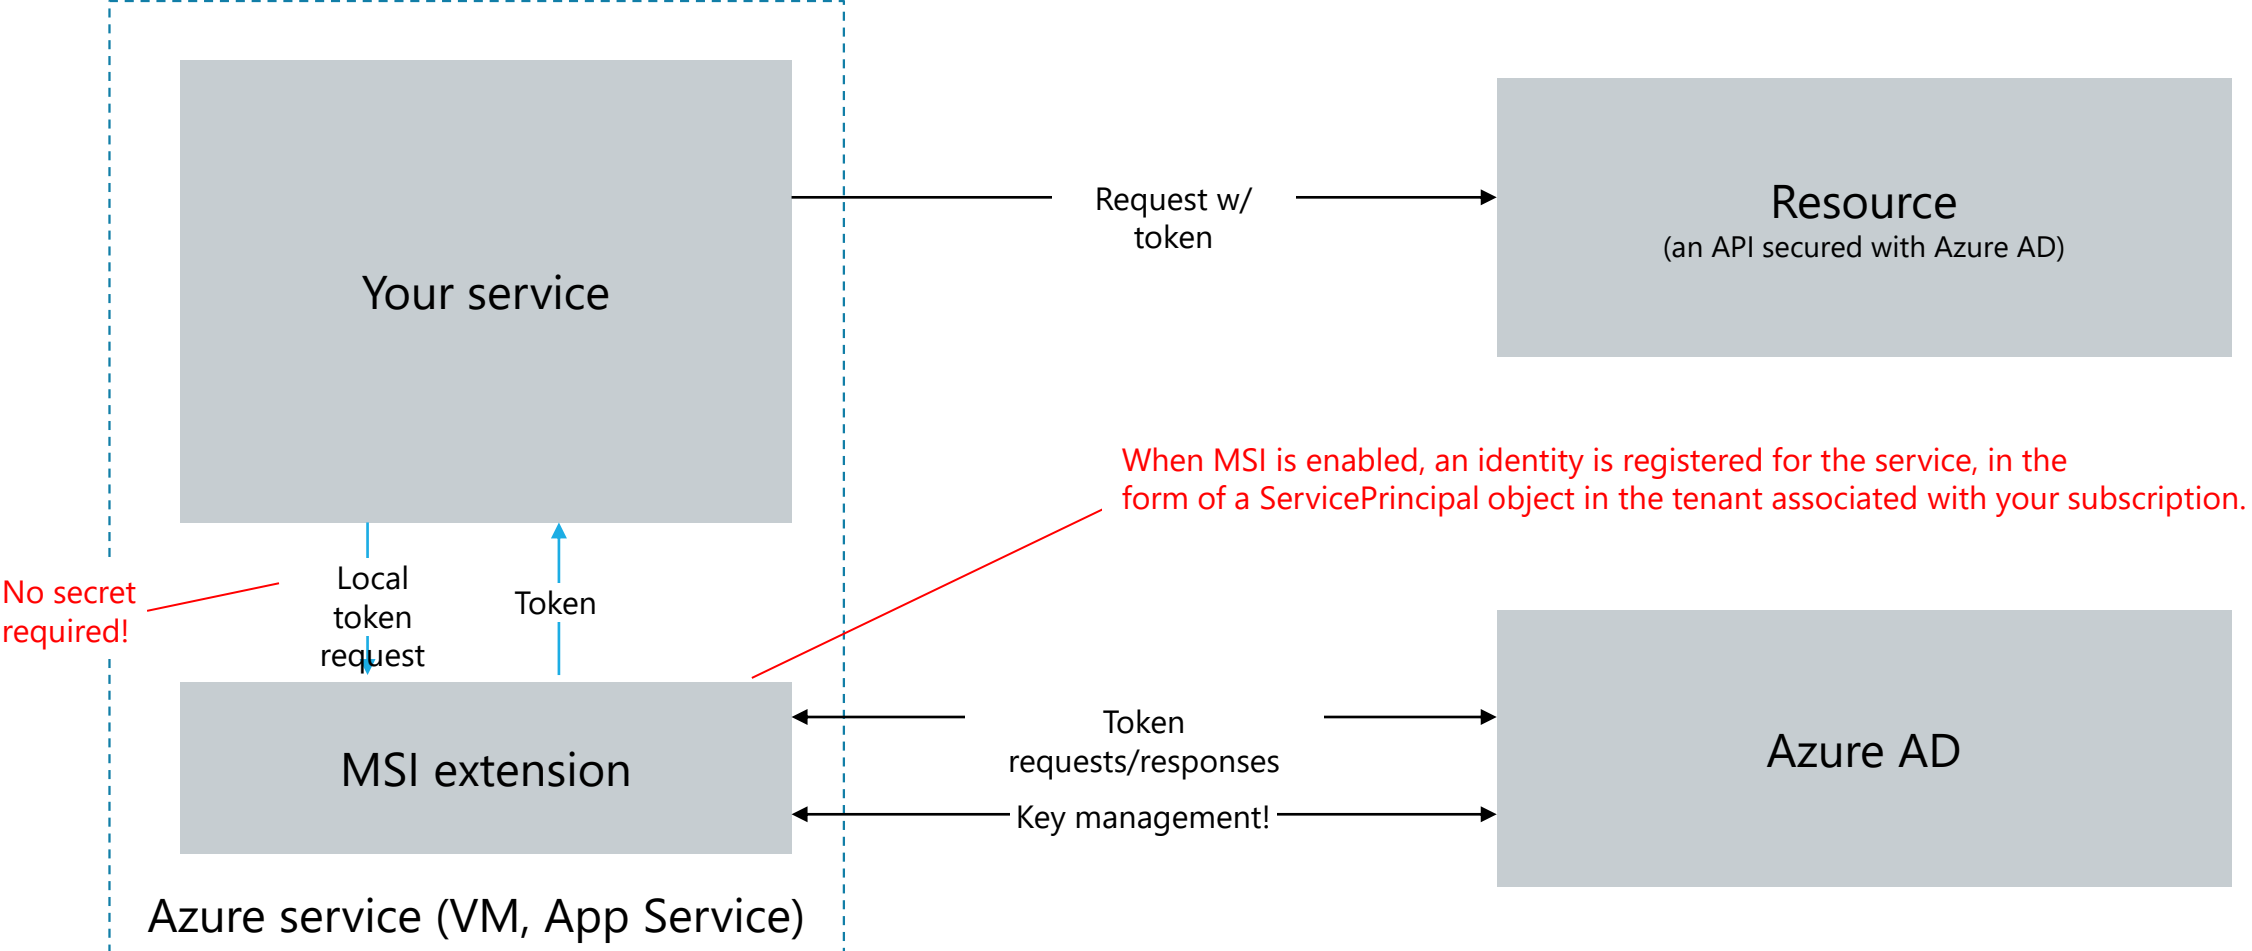 Your service
Request w/
token
Resource
(an API secured with Azure AD)
When MSI is enabled, an identity is registered for the service, in the
form of a ServicePrincipal object in the tenant associated with your subscription.
No secret
required!
Local
token
request
Token
MSI extension
Token
requests/responses
Key management!
Azure AD
Azure service (VM, App Service)